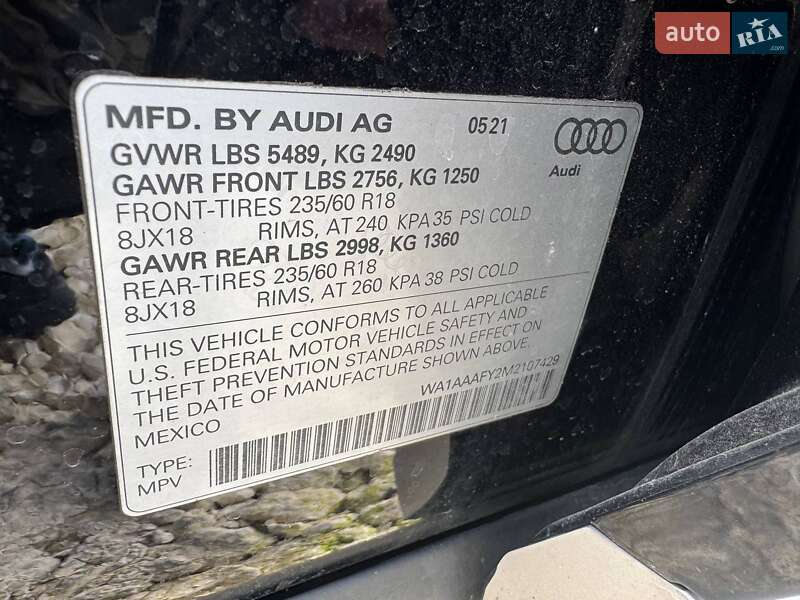 auto RIA.com
MFD. BY AUDI AG 0521
GVWR LBS 5489, KG 2490
Audi
GAWR FRONT LBS 2756, KG 1250
FRONT-TIRES 235/60 R18
8JX18 RIMS, AT 240 KPA 35 PSI COLD
GAWR REAR LBS 2998, KG 1360
REAR-TIRES 235/60 R18
8JX18 RIMS, AT 260 KPA 38 PSI COLD
THIS VEHICLE CONFORMS TO ALL APPLICABLE
U.S. FEDERAL MOTOR VEHICLE SAFETY AND
THEFT PREVENTION STANDARDS IN EFFECT ON
THE DATE OF MANUFACTURE SHOWN ABOVE.
MEXICO WA1AAAFY2M2107429
TYPE:
MPV